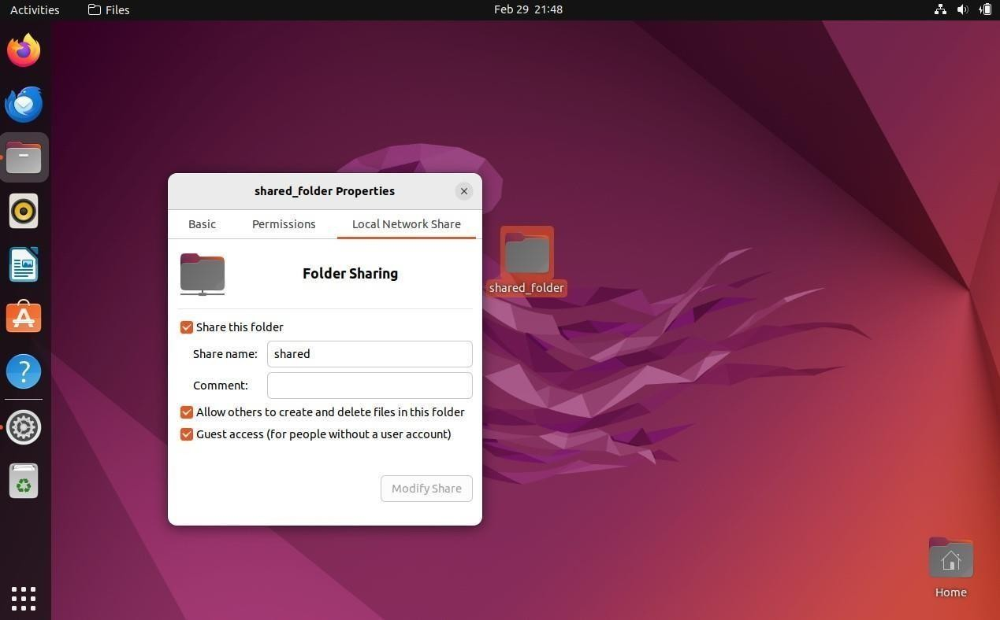 Activities
Files
Feb 29 21:48
shared_folder Properties
Basic
Permissions
Local Network Share
Folder Sharing
Share this folder
Share name: shared
Comment:
Allow others to create and delete files in this folder
Guest access (for people without a user account)
Modify Share
shared_folder
Home